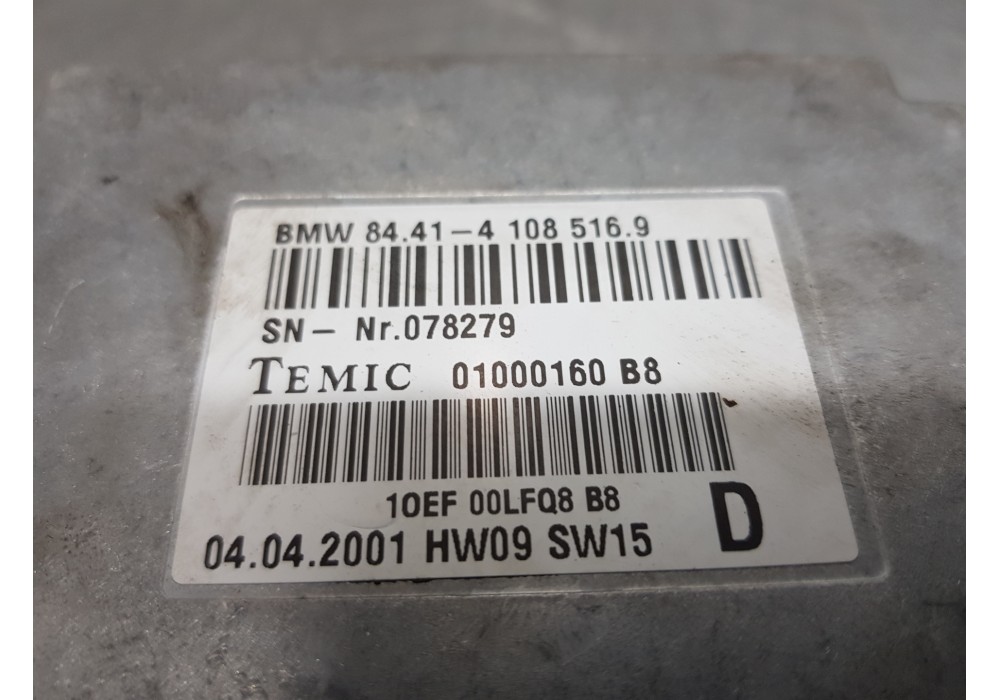 BMW 84.41-4 108 516.9
SN- Nr.078279
TEMIC 01000160 B8
10EF 00LFQ8 B8
04.04.2001 HW09 SW15 D